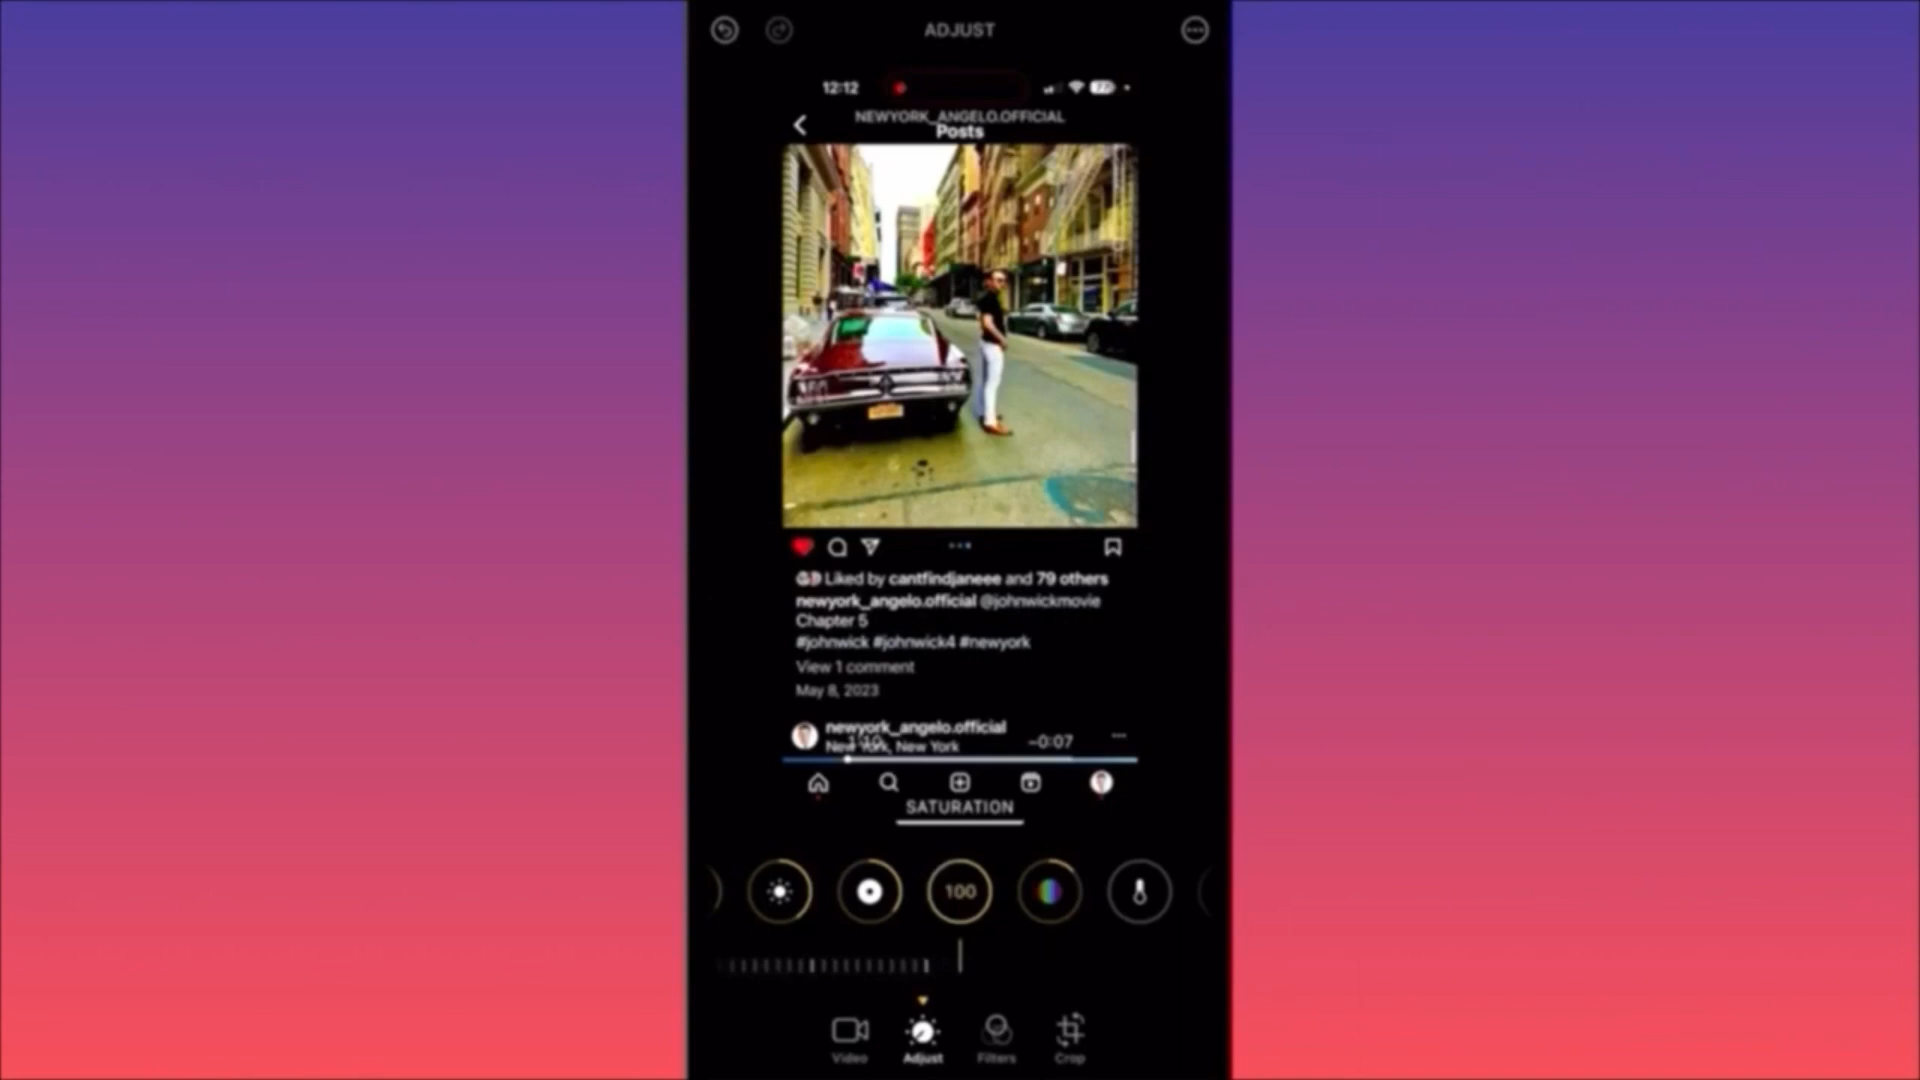 ADJUST
12:12
NEWYORK_ANGELO.OFFICIAL
Posts
Liked by cantfindjaneee and 79 others
newyork_angelo.official @johnwickmovie
Chapter 5
#johnwick #johnwick4 #newyork
View 1 comment
May 8, 2023
newyork_angelo.official
New York, New York
-0:07
SATURATION
100
Video
Adjust
Filters
Crop